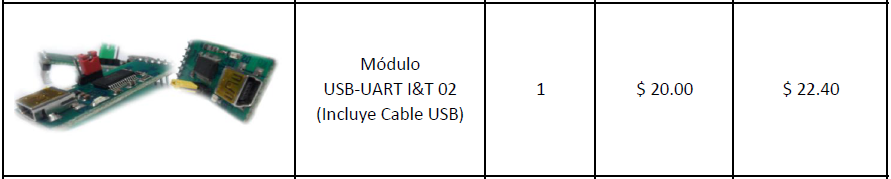 Módulo
USB-UART I&T 02
(Incluye Cable USB)
1
$ 20.00
$ 22.40